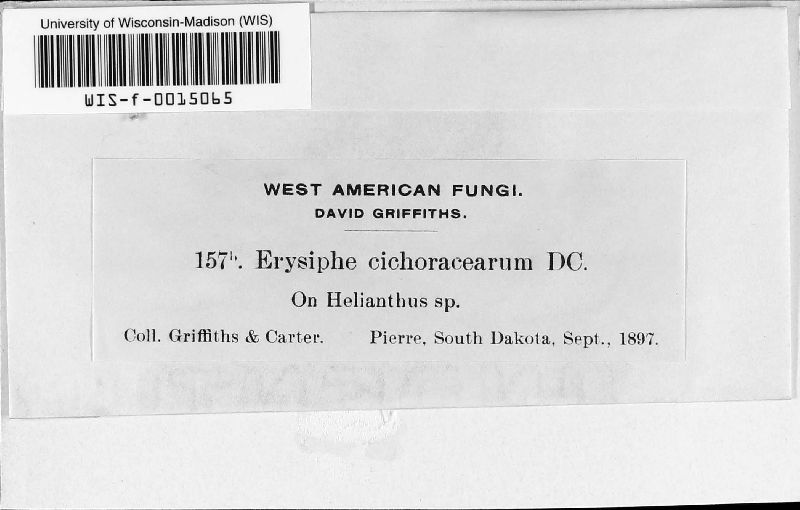 University of Wisconsin-Madison (WIS)
WIS-f-0015065
WEST AMERICAN FUNGI.
DAVID GRIFFITHS.
157ᵇ. Erysiphe cichoracearum DC.
On Helianthus sp.
Coll. Griffiths & Carter. Pierre, South Dakota, Sept., 1897.